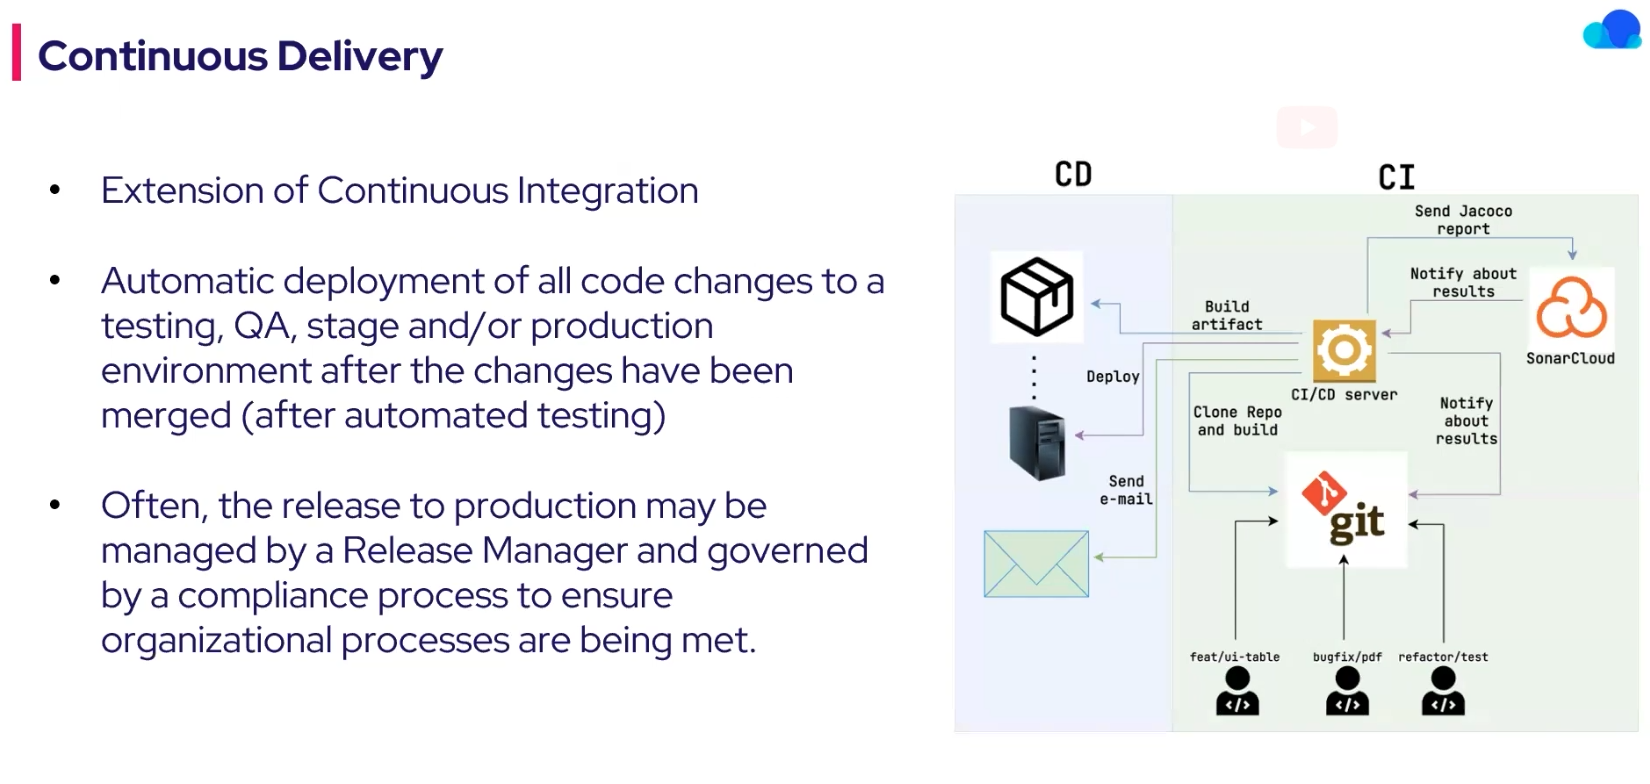 Continuous Delivery
• Extension of Continuous Integration
• Automatic deployment of all code changes to a
testing, QA, stage and/or production
environment after the changes have been
merged (after automated testing)
• Often, the release to production may be
managed by a Release Manager and governed
by a compliance process to ensure
organizational processes are being met.
CD
CI
Send Jacoco
report
Notify about
results
Build
artifact
SonarCloud
Deploy
CI/CD server
Clone Repo
and build
Notify
about
results
Send
e-mail
git
feat/ui-table
bugfix/pdf
refactor/test
</>
</>
</>